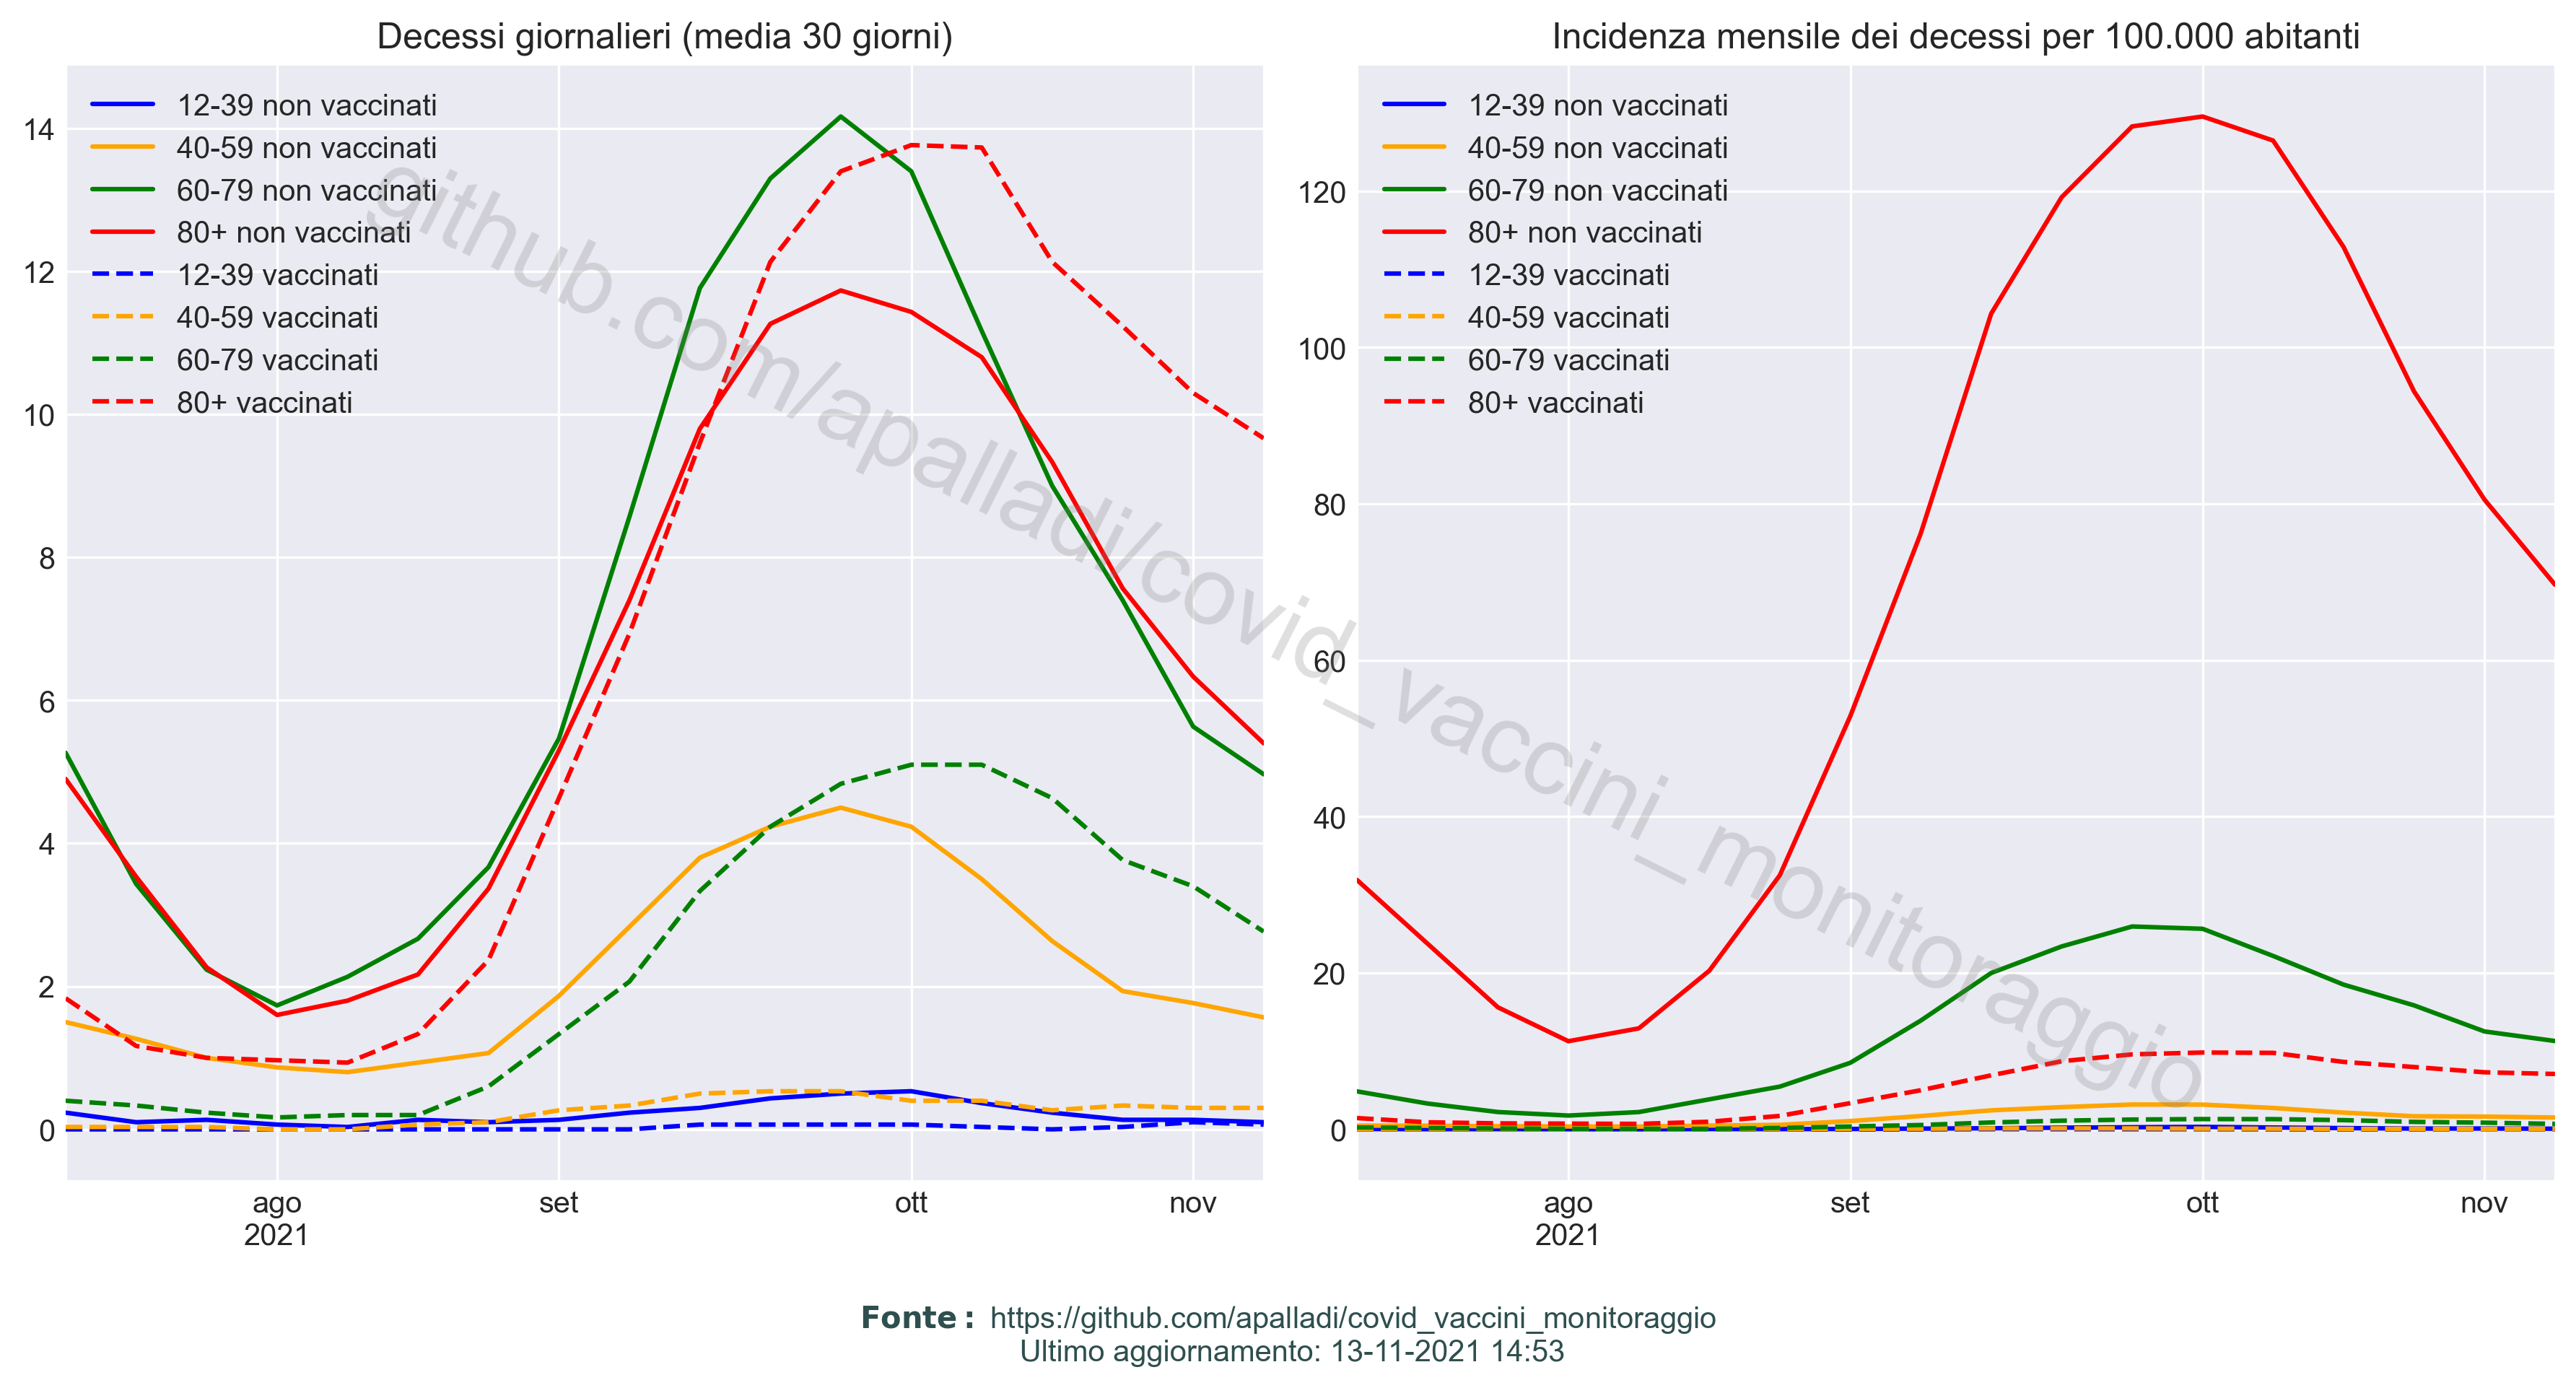 Decessi giornalieri (media 30 giorni)
14
12
10
8
6
4
2
0
12-39 non vaccinati
40-59 non vaccinati
60-79 non vaccinati
80+ non vaccinati
12-39 vaccinati
40-59 vaccinati
60-79 vaccinati
80+ vaccinati
ago
2021
set
ott
nov
Incidenza mensile dei decessi per 100.000 abitanti
120
100
80
60
40
20
0
12-39 non vaccinati
40-59 non vaccinati
60-79 non vaccinati
80+ non vaccinati
12-39 vaccinati
40-59 vaccinati
60-79 vaccinati
80+ vaccinati
ago
2021
set
ott
nov
github.com/apalladi/covid_vaccini_monitoraggio
Fonte: https://github.com/apalladi/covid_vaccini_monitoraggio
Ultimo aggiornamento: 13-11-2021 14:53